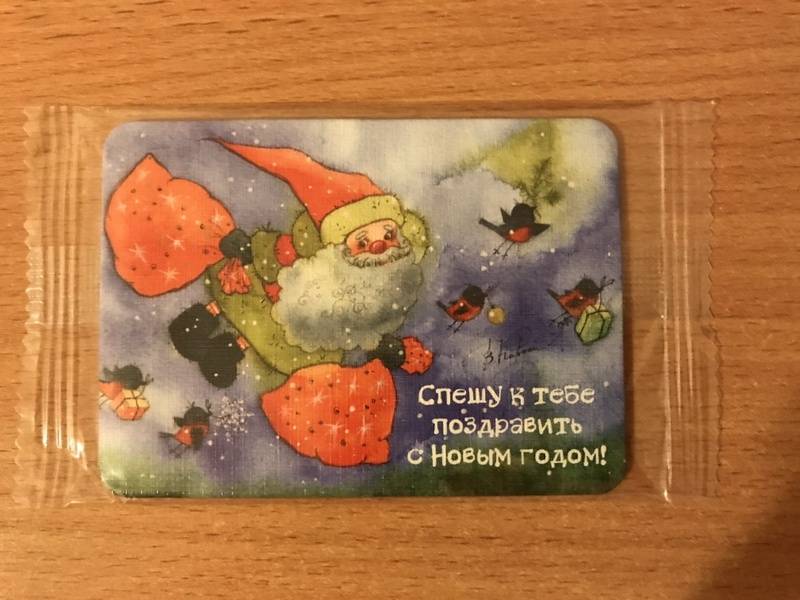 Спешу к тебе
поздравить
с Новым годом!